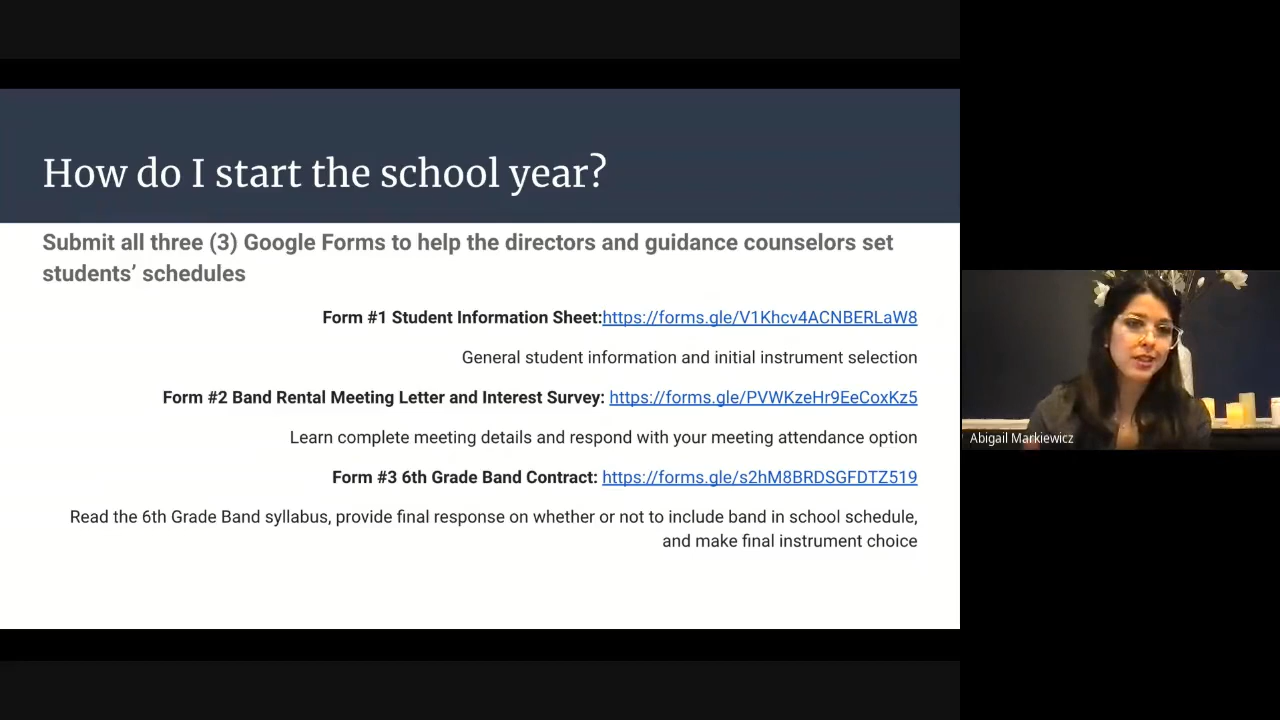 How do I start the school year?
Submit all three (3) Google Forms to help the directors and guidance counselors set
students’ schedules
Form #1 Student Information Sheet:https://forms.gle/V1Khcv4ACNBERLaW8
General student information and initial instrument selection
Form #2 Band Rental Meeting Letter and Interest Survey: https://forms.gle/PVWKzeHr9EeCoxKz5
Learn complete meeting details and respond with your meeting attendance option
Form #3 6th Grade Band Contract: https://forms.gle/s2hM8BRDSGFDTZ519
Read the 6th Grade Band syllabus, provide final response on whether or not to include band in school schedule,
and make final instrument choice
Abigail Markiewicz